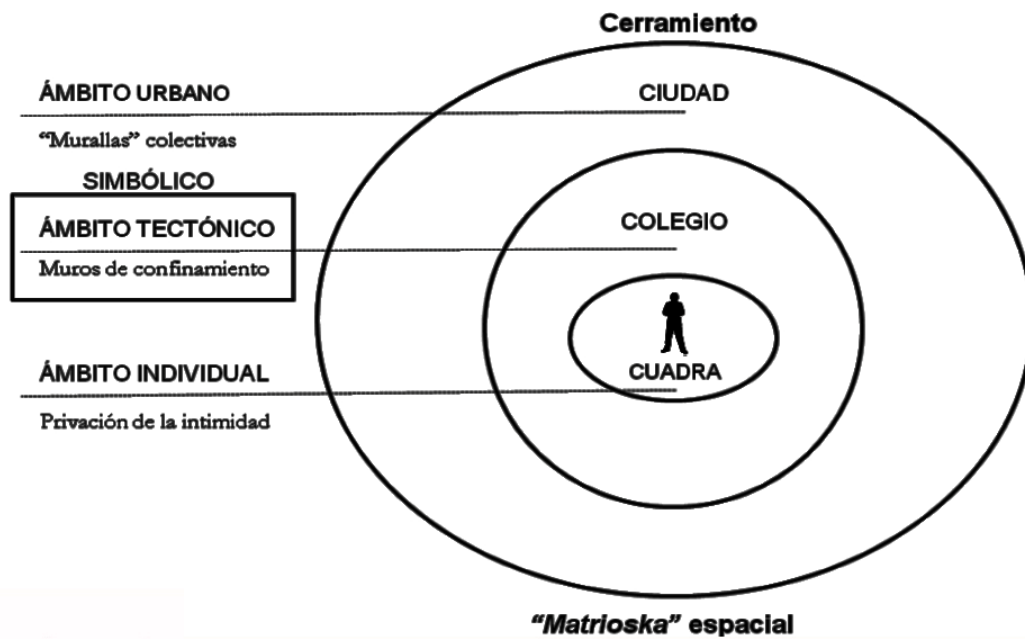 Cerramiento
ÁMBITO URBANO
CIUDAD
“Murallas” colectivas
SIMBÓLICO
ÁMBITO TECTÓNICO
COLEGIO
Muros de confinamiento
ÁMBITO INDIVIDUAL
CUADRA
Privación de la intimidad
“Matrioska” espacial